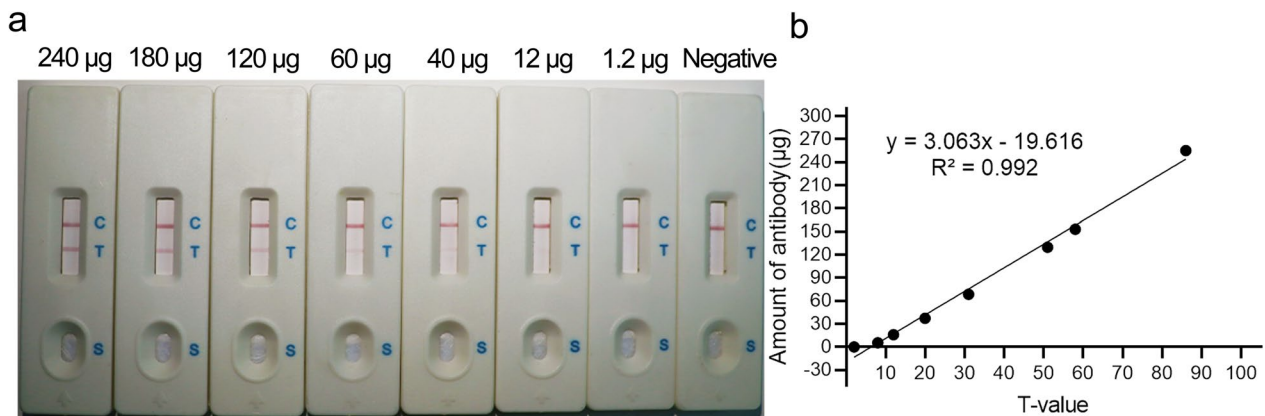 a
240 µg 180 µg 120 µg 60 µg 40 µg 12 µg 1.2 µg Negative
C C C C C C C C
T T T T T T T T
S S S S S S S S
b
Amount of antibody(µg)
300
270
240
210
180
150
120
90
60
30
0
-30
y = 3.063x - 19.616
R² = 0.992
10 20 30 40 50 60 70 80 90 100
T-value